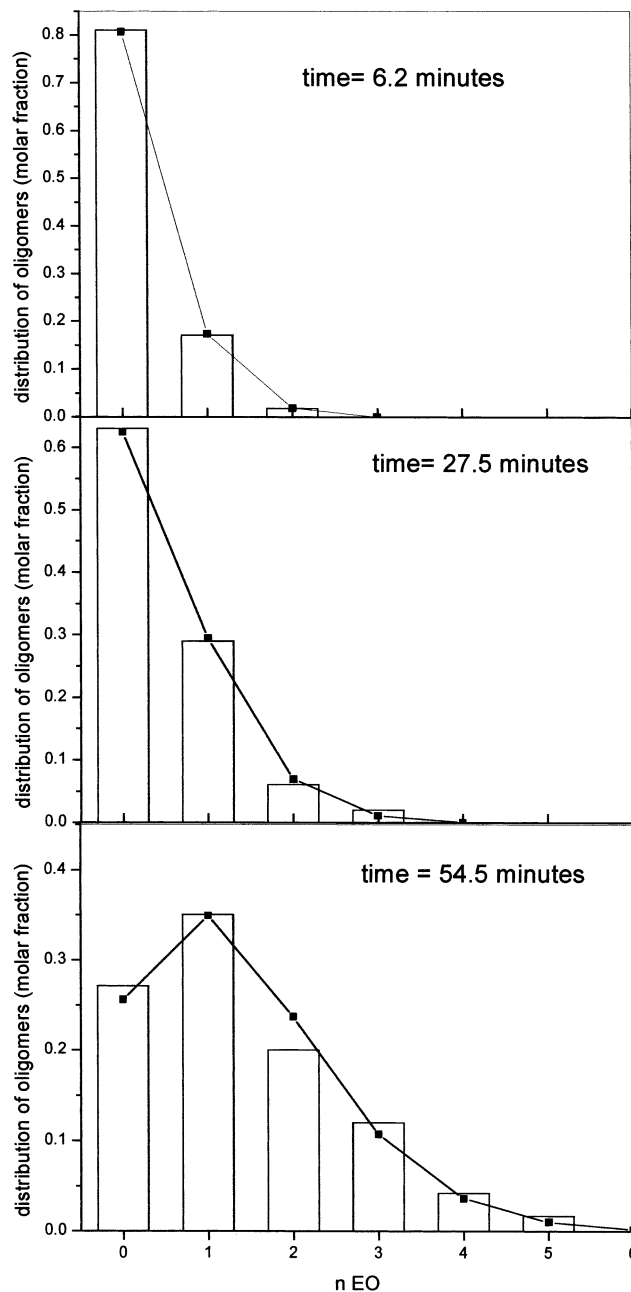 distribution of oligomers (molar fraction)
0.8
0.7
0.6
0.5
0.4
0.3
0.2
0.1
0.0
time= 6.2 minutes
distribution of oligomers (molar fraction)
0.6
0.5
0.4
0.3
0.2
0.1
0.0
time= 27.5 minutes
distribution of oligomers (molar fraction)
0.4
0.3
0.2
0.1
0.0
time = 54.5 minutes
0 1 2 3 4 5 6
n EO